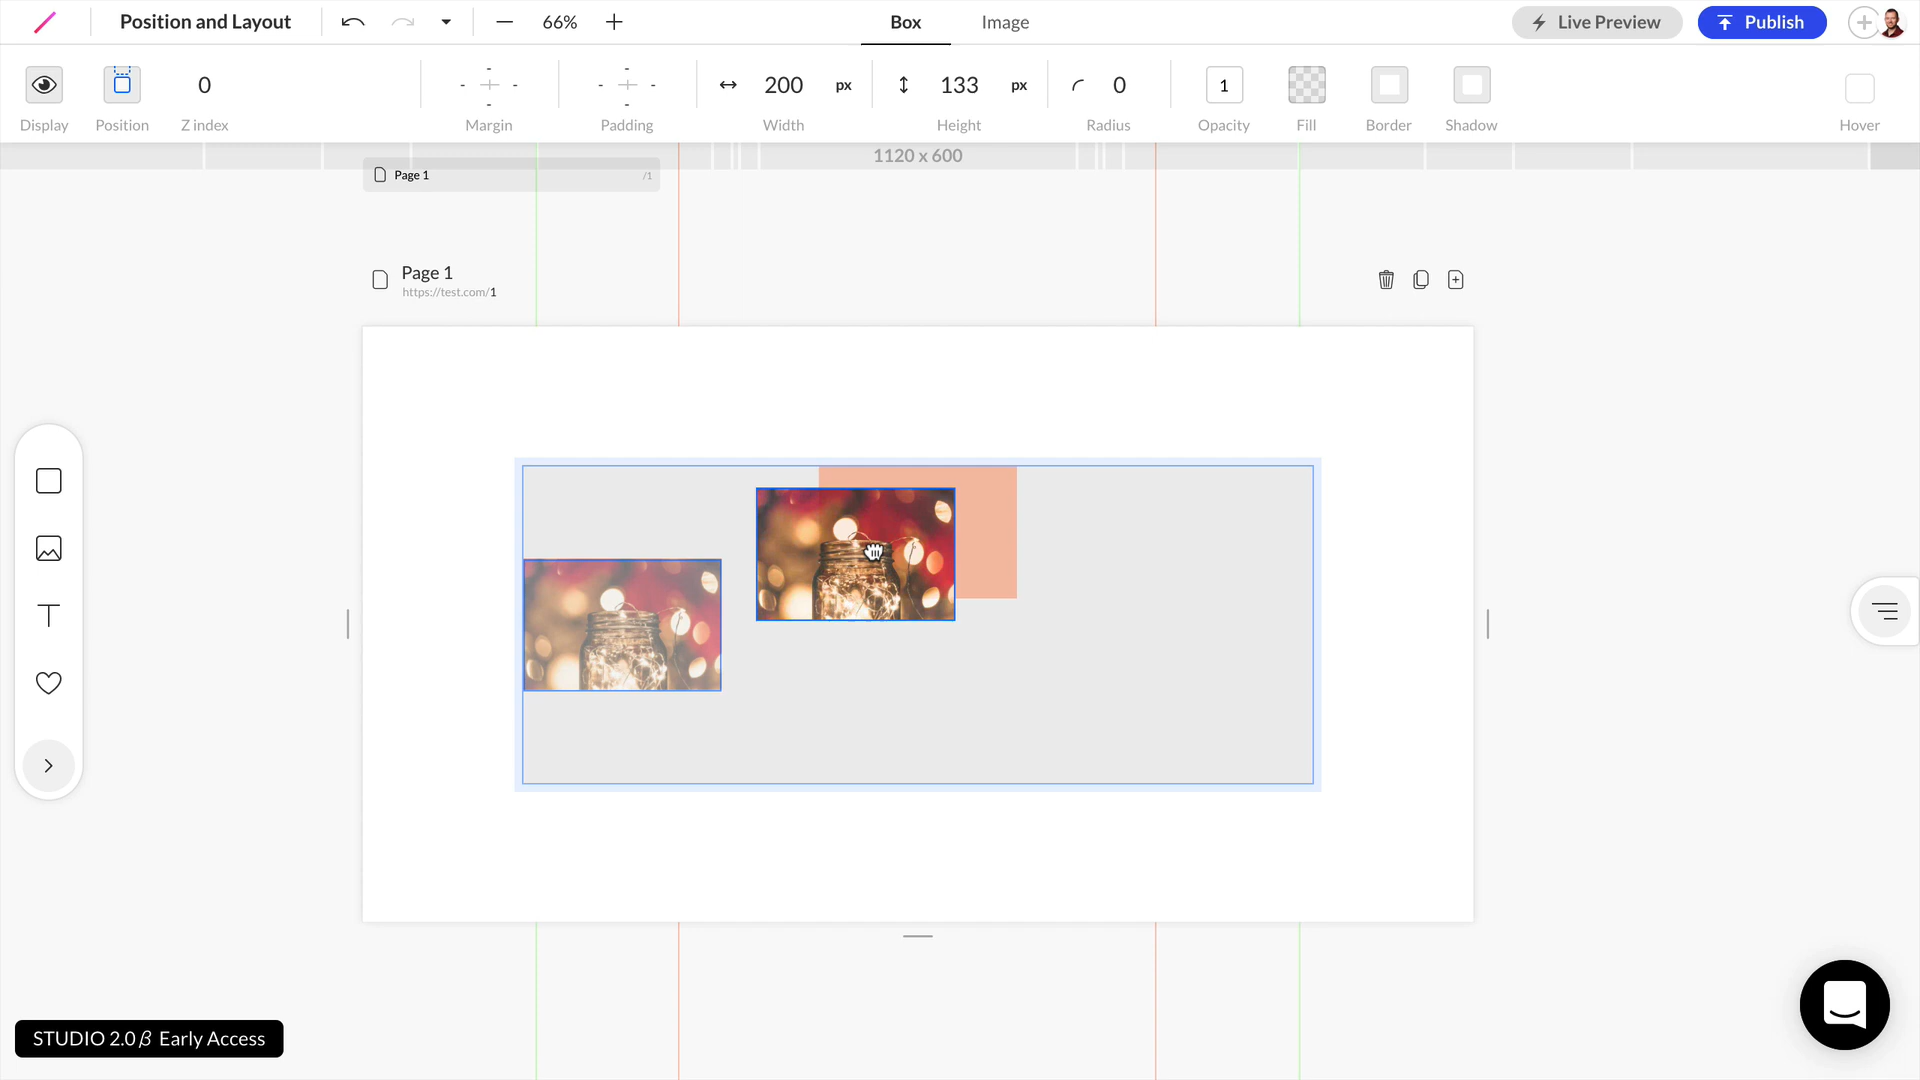 Position and Layout
66%
Box
Image
Live Preview
Publish
0
200
px
133
px
0
1
Display
Position
Z index
Margin
Padding
Width
Height
Radius
Opacity
Fill
Border
Shadow
Hover
1120 x 600
Page 1
/1
Page 1
https://test.com/1
STUDIO 2.0 β Early Access